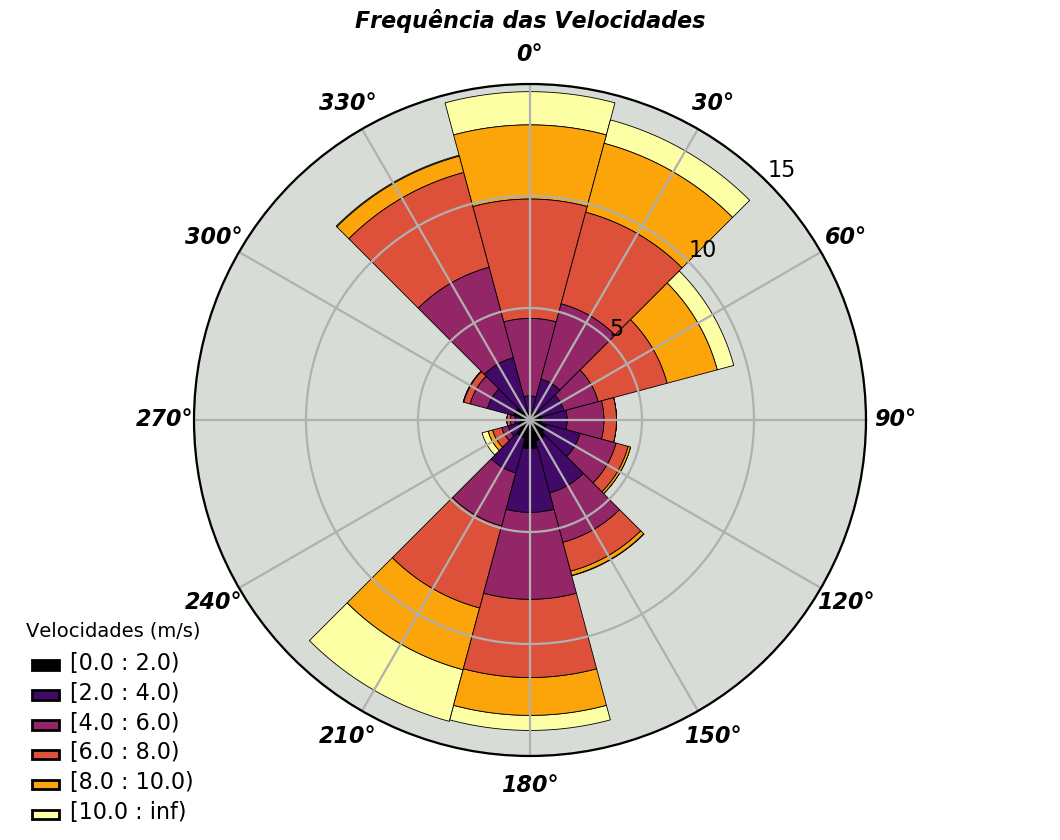 Frequência das Velocidades
0°
330°
30°
15
300°
60°
10
5
270°
90°
240°
120°
210°
150°
180°
Velocidades (m/s)
[0.0 : 2.0)
[2.0 : 4.0)
[4.0 : 6.0)
[6.0 : 8.0)
[8.0 : 10.0)
[10.0 : inf)